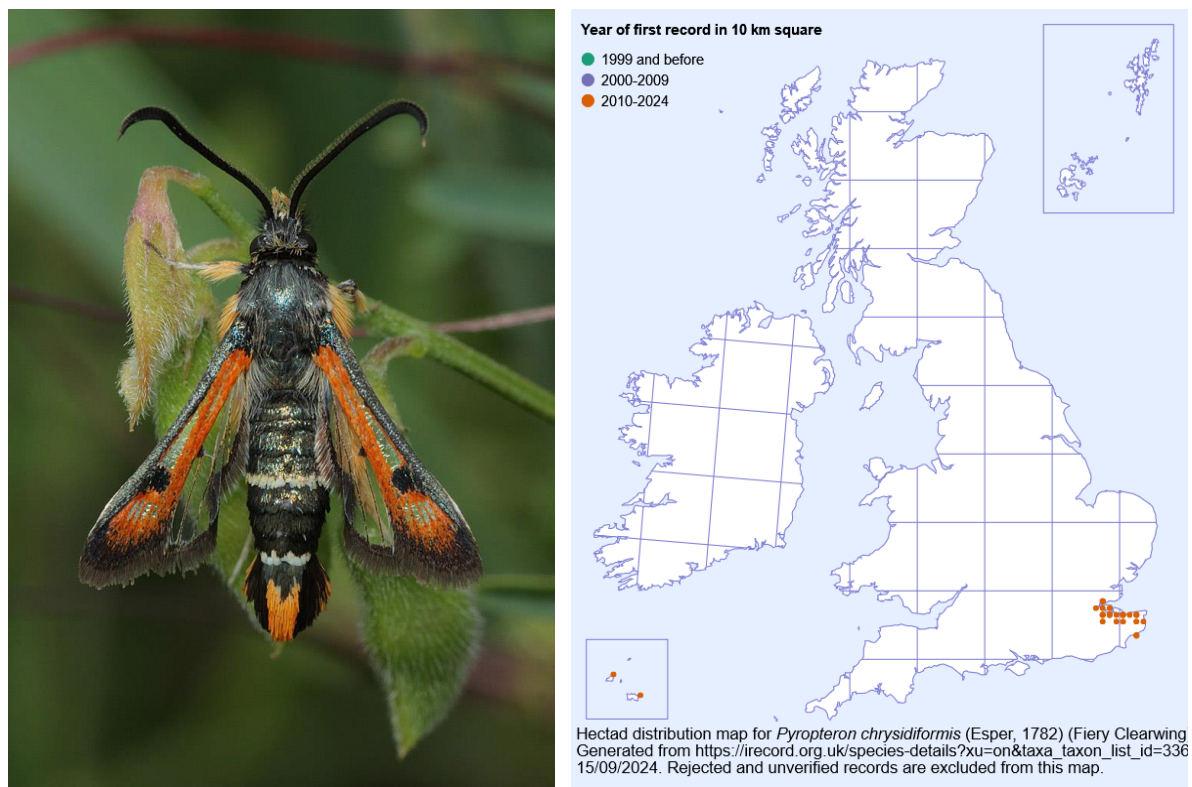 Year of first record in 10 km square
1999 and before
2000-2009
2010-2024
Hectad distribution map for Pyropteron chrysidiformis (Esper, 1782) (Fiery Clearwing
Generated from https://irecord.org.uk/species-details?xu=on&taxa_taxon_list_id=336
15/09/2024. Rejected and unverified records are excluded from this map.